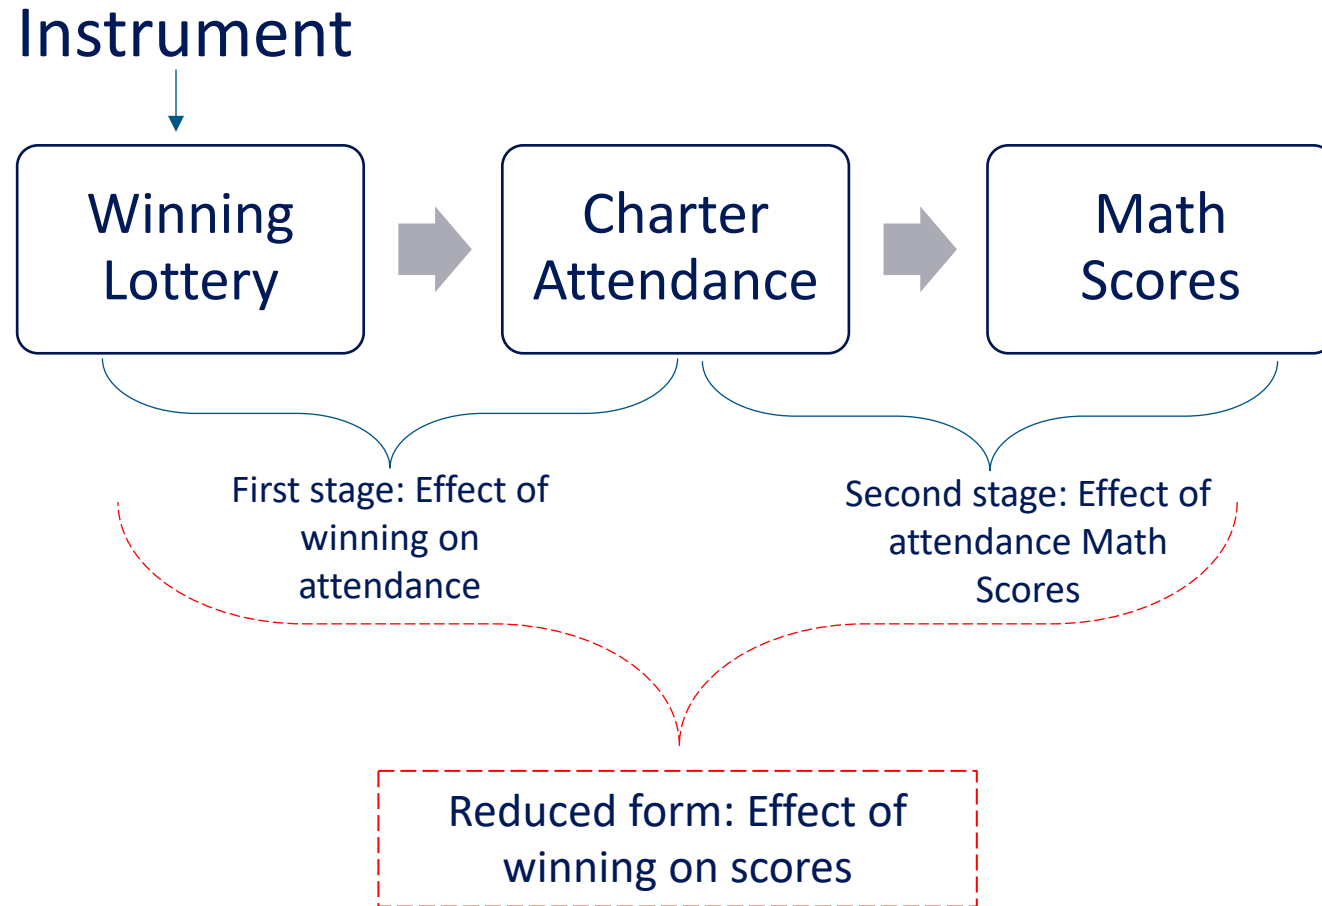 Instrument
Winning
Lottery
Charter
Attendance
Math
Scores
First stage: Effect of
winning on
attendance
Second stage: Effect of
attendance Math
Scores
Reduced form: Effect of
winning on scores